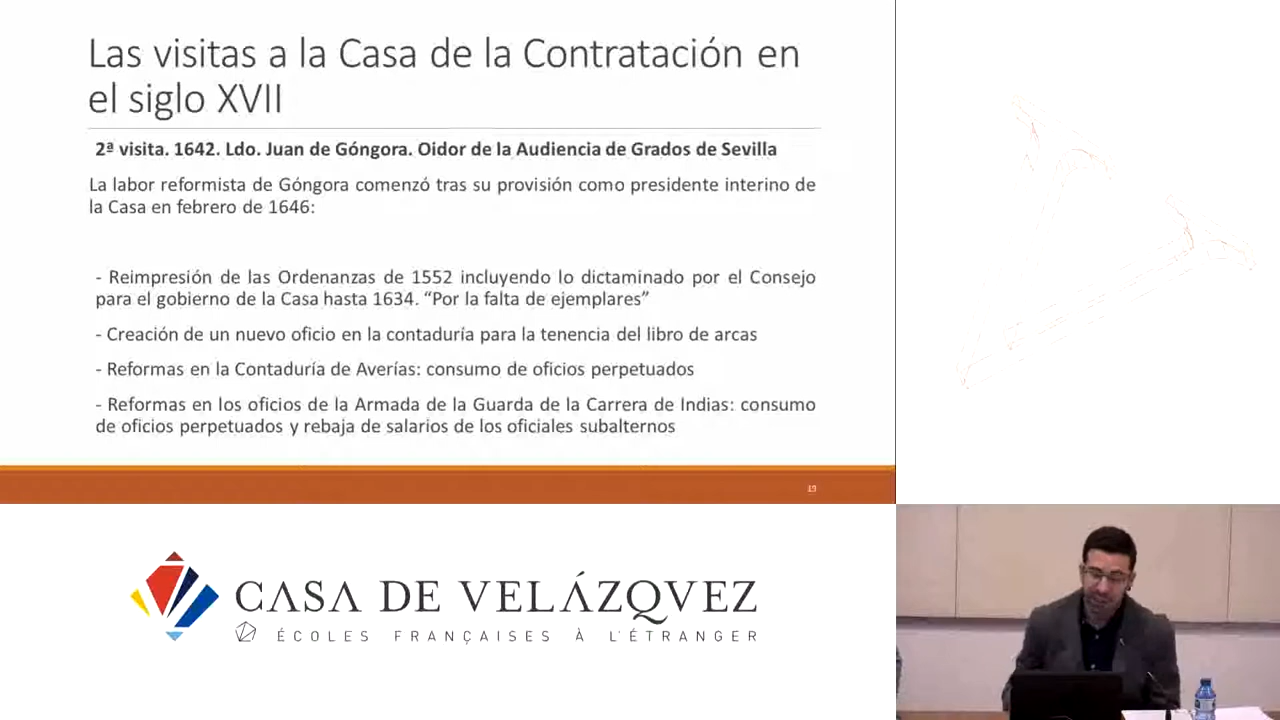 Las visitas a la Casa de la Contratación en
el siglo XVII
2ª visita. 1642. Ldo. Juan de Góngora. Oidor de la Audiencia de Grados de Sevilla
La labor reformista de Góngora comenzó tras su provisión como presidente interino de
la Casa en febrero de 1646:
- Reimpresión de las Ordenanzas de 1552 incluyendo lo dictaminado por el Consejo
para el gobierno de la Casa hasta 1634. “Por la falta de ejemplares”
- Creación de un nuevo oficio en la contaduría para la tenencia del libro de arcas
- Reformas en la Contaduría de Averías: consumo de oficios perpetuados
- Reformas en los oficios de la Armada de la Guarda de la Carrera de Indias: consumo
de oficios perpetuados y rebaja de salarios de los oficiales subalternos
CASA DE VELÁZQVEZ
ÉCOLES FRANÇAISES À L'ÉTRANGER